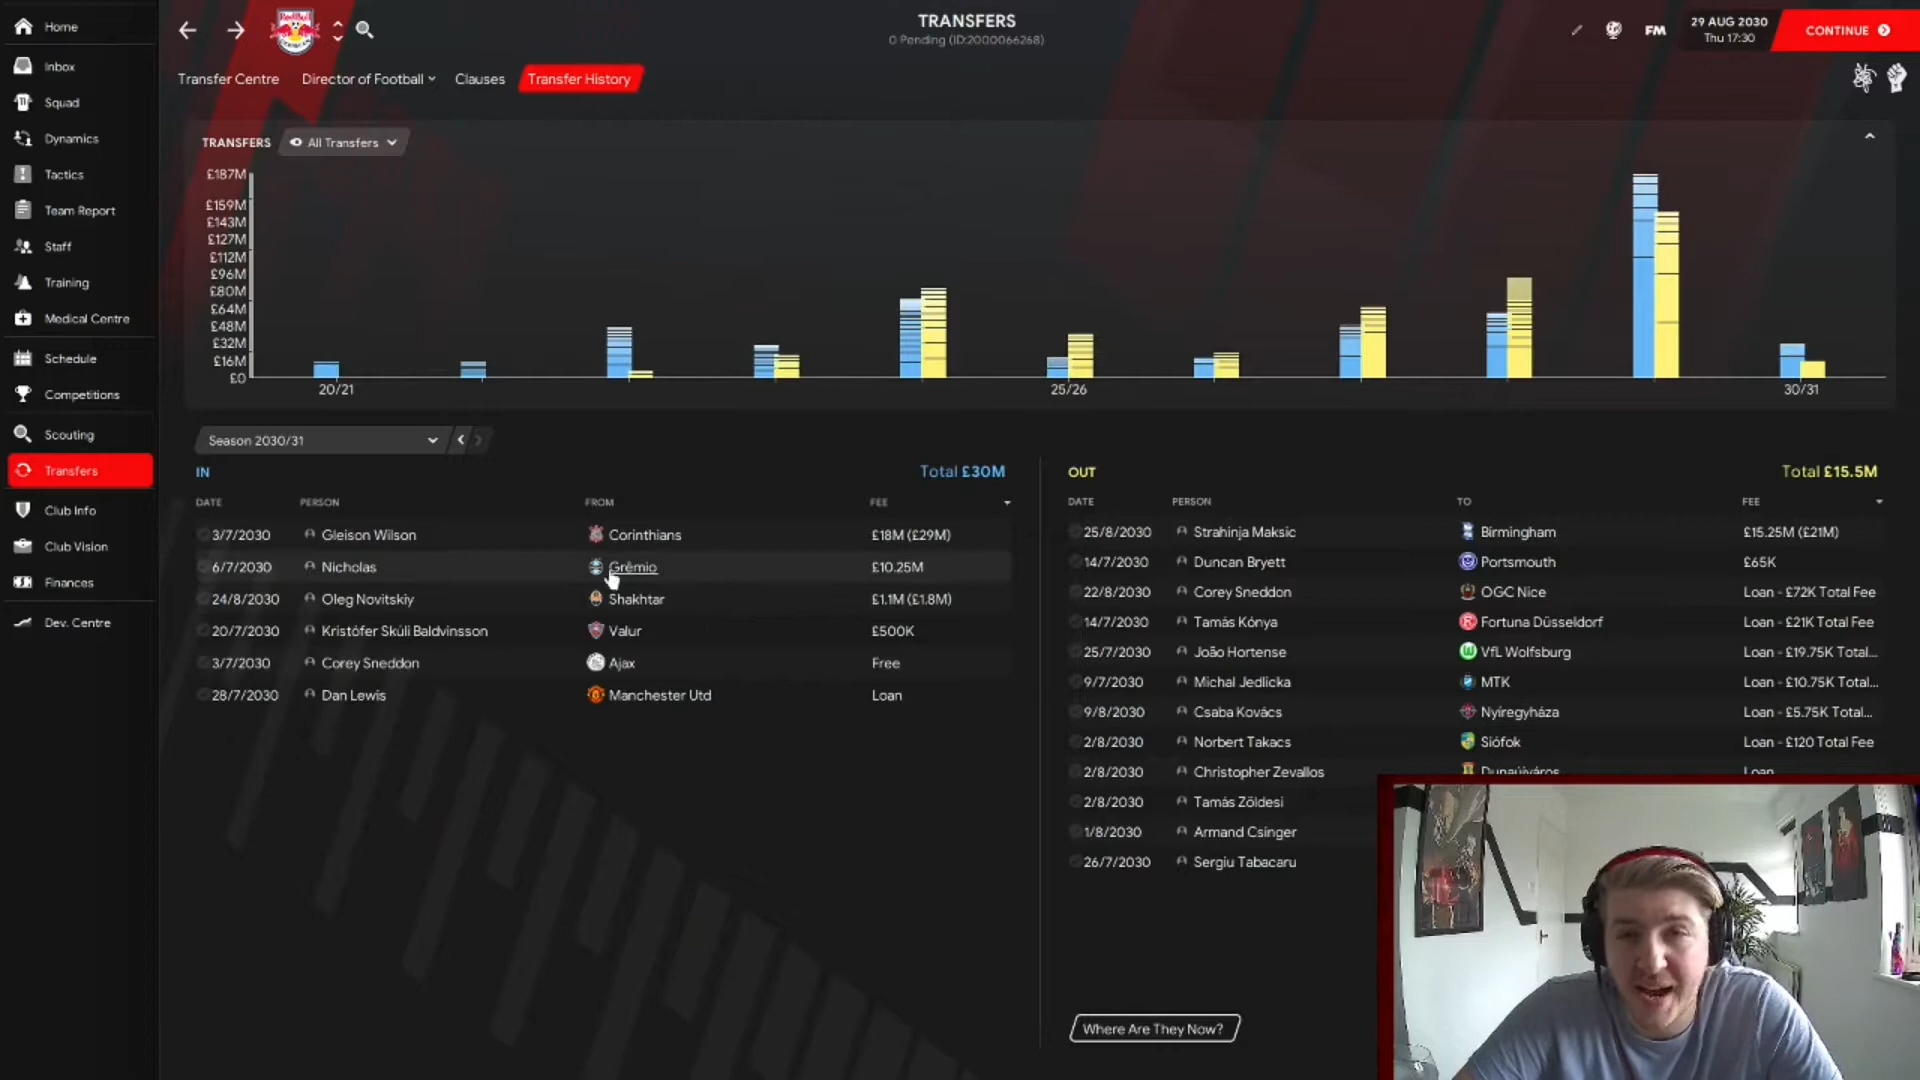 Home
Inbox
Squad
Dynamics
Tactics
Team Report
Staff
Training
Medical Centre
Schedule
Competitions
Scouting
Transfers
Club Info
Club Vision
Finances
Dev. Centre
TRANSFERS
0 Pending (ID:2000066268)
FM
29 AUG 2030
Thu 17:30
CONTINUE
Transfer Centre Director of Football Clauses Transfer History
TRANSFERS All Transfers
£187M
£159M
£143M
£127M
£112M
£96M
£80M
£64M
£48M
£32M
£16M
£0
20/21 25/26 30/31
Season 2030/31
IN Total £30M
DATE PERSON FROM FEE
3/7/2030 Gleison Wilson Corinthians £18M (£29M)
6/7/2030 Nicholas Grêmio £10.25M
24/8/2030 Oleg Novitskiy Shakhtar £1.1M (£1.8M)
20/7/2030 Kristófer Skúli Baldvinsson Valur £500K
3/7/2030 Corey Sneddon Ajax Free
28/7/2030 Dan Lewis Manchester Utd Loan
OUT Total £15.5M
DATE PERSON TO FEE
25/8/2030 Strahinja Maksic Birmingham £15.25M (£21M)
14/7/2030 Duncan Bryett Portsmouth £65K
22/8/2030 Corey Sneddon OGC Nice Loan - £72K Total Fee
14/7/2030 Tamás Kónya Fortuna Düsseldorf Loan - £21K Total Fee
25/7/2030 João Hortense VfL Wolfsburg Loan - £19.75K Total...
9/7/2030 Michal Jedlicka MTK Loan - £10.75K Total...
9/8/2030 Csaba Kovács Nyíregyháza Loan - £5.75K Total...
2/8/2030 Norbert Takacs Siófok Loan - £120 Total Fee
2/8/2030 Christopher Zevallos Dunaújváros Loan
2/8/2030 Tamás Zöldesi
1/8/2030 Armand Csinger
26/7/2030 Sergiu Tabacaru
Where Are They Now?